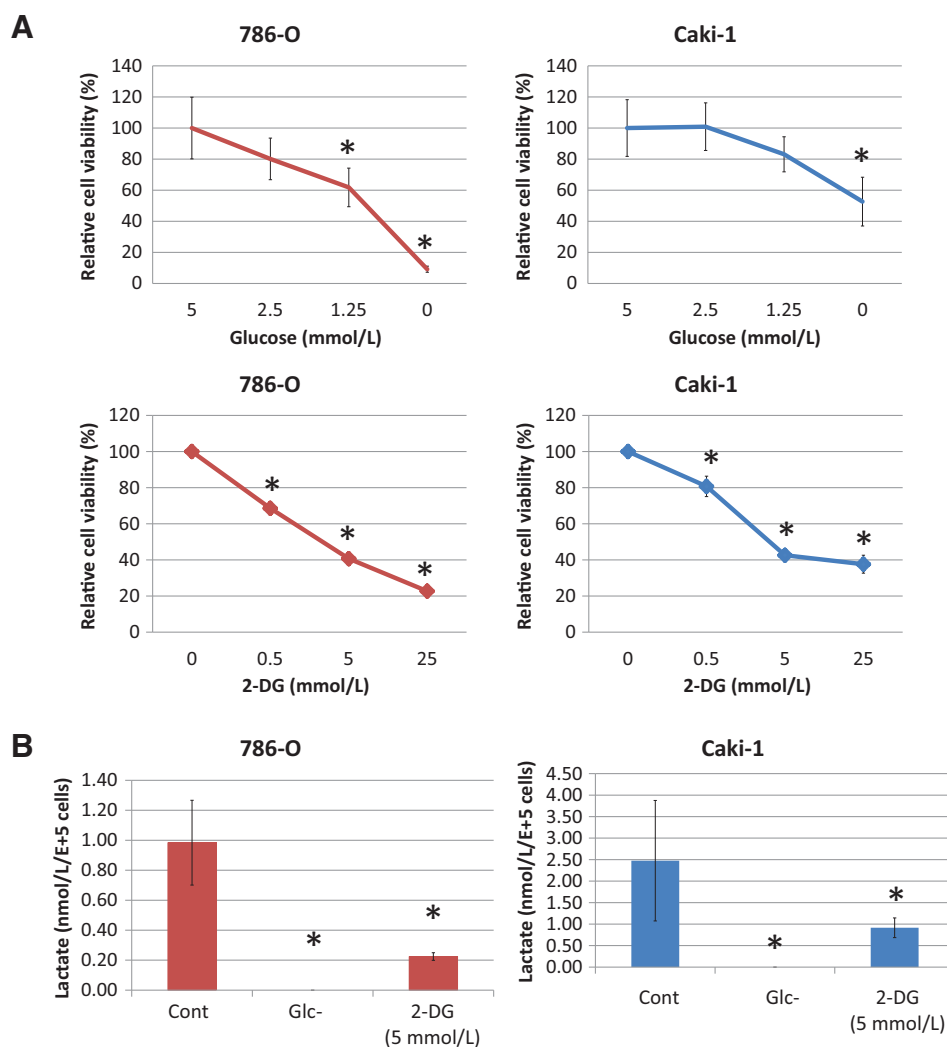 A
786-O
Caki-1
Relative cell viability (%)
140
120
100
80
60
40
20
0
*
*
5 2.5 1.25 0
Glucose (mmol/L)
Relative cell viability (%)
140
120
100
80
60
40
20
0
*
5 2.5 1.25 0
Glucose (mmol/L)
786-O
Caki-1
Relative cell viability (%)
120
100
80
60
40
20
0
*
*
*
0 0.5 5 25
2-DG (mmol/L)
Relative cell viability (%)
120
100
80
60
40
20
0
*
*
*
0 0.5 5 25
2-DG (mmol/L)
B
786-O
Caki-1
Lactate (nmol/L/E+5 cells)
1.40
1.20
1.00
0.80
0.60
0.40
0.20
0.00
*
*
Cont Glc- 2-DG
(5 mmol/L)
Lactate (nmol/L/E+5 cells)
4.50
4.00
3.50
3.00
2.50
2.00
1.50
1.00
0.50
0.00
*
*
Cont Glc- 2-DG
(5 mmol/L)